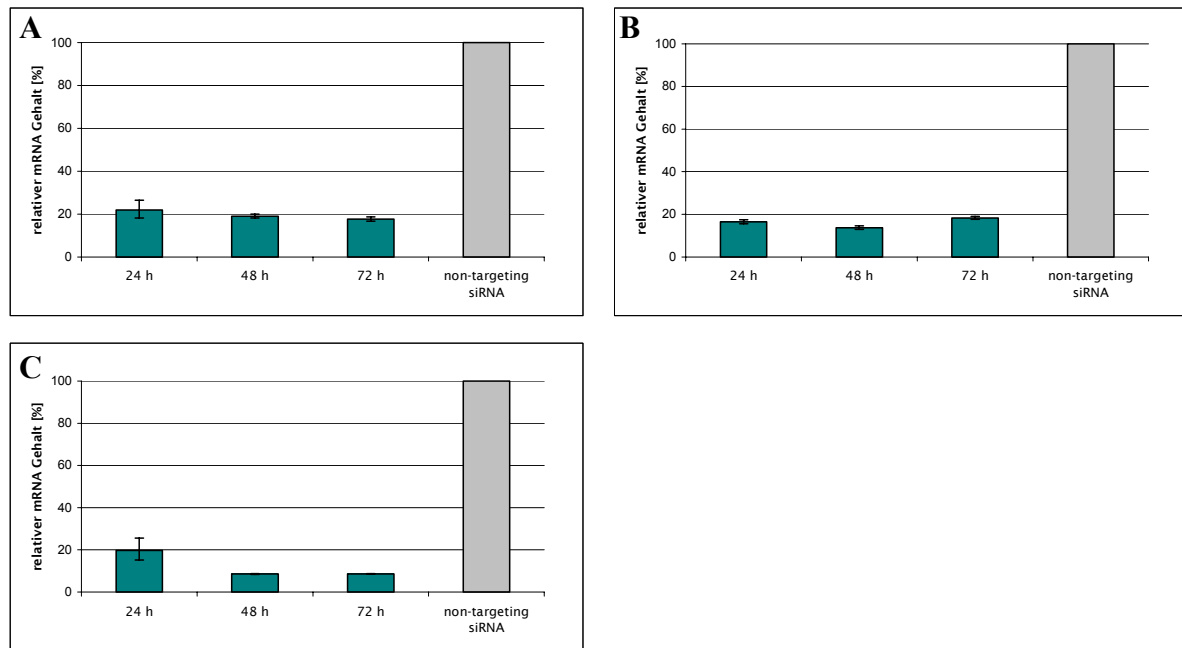 A
relativer mRNA Gehalt [%]
100
80
60
40
20
0
24 h 48 h 72 h non-targeting
siRNA
B
relativer mRNA Gehalt [%]
100
80
60
40
20
0
24 h 48 h 72 h non-targeting
siRNA
C
relativer mRNA Gehalt [%]
100
80
60
40
20
0
24 h 48 h 72 h non-targeting
siRNA